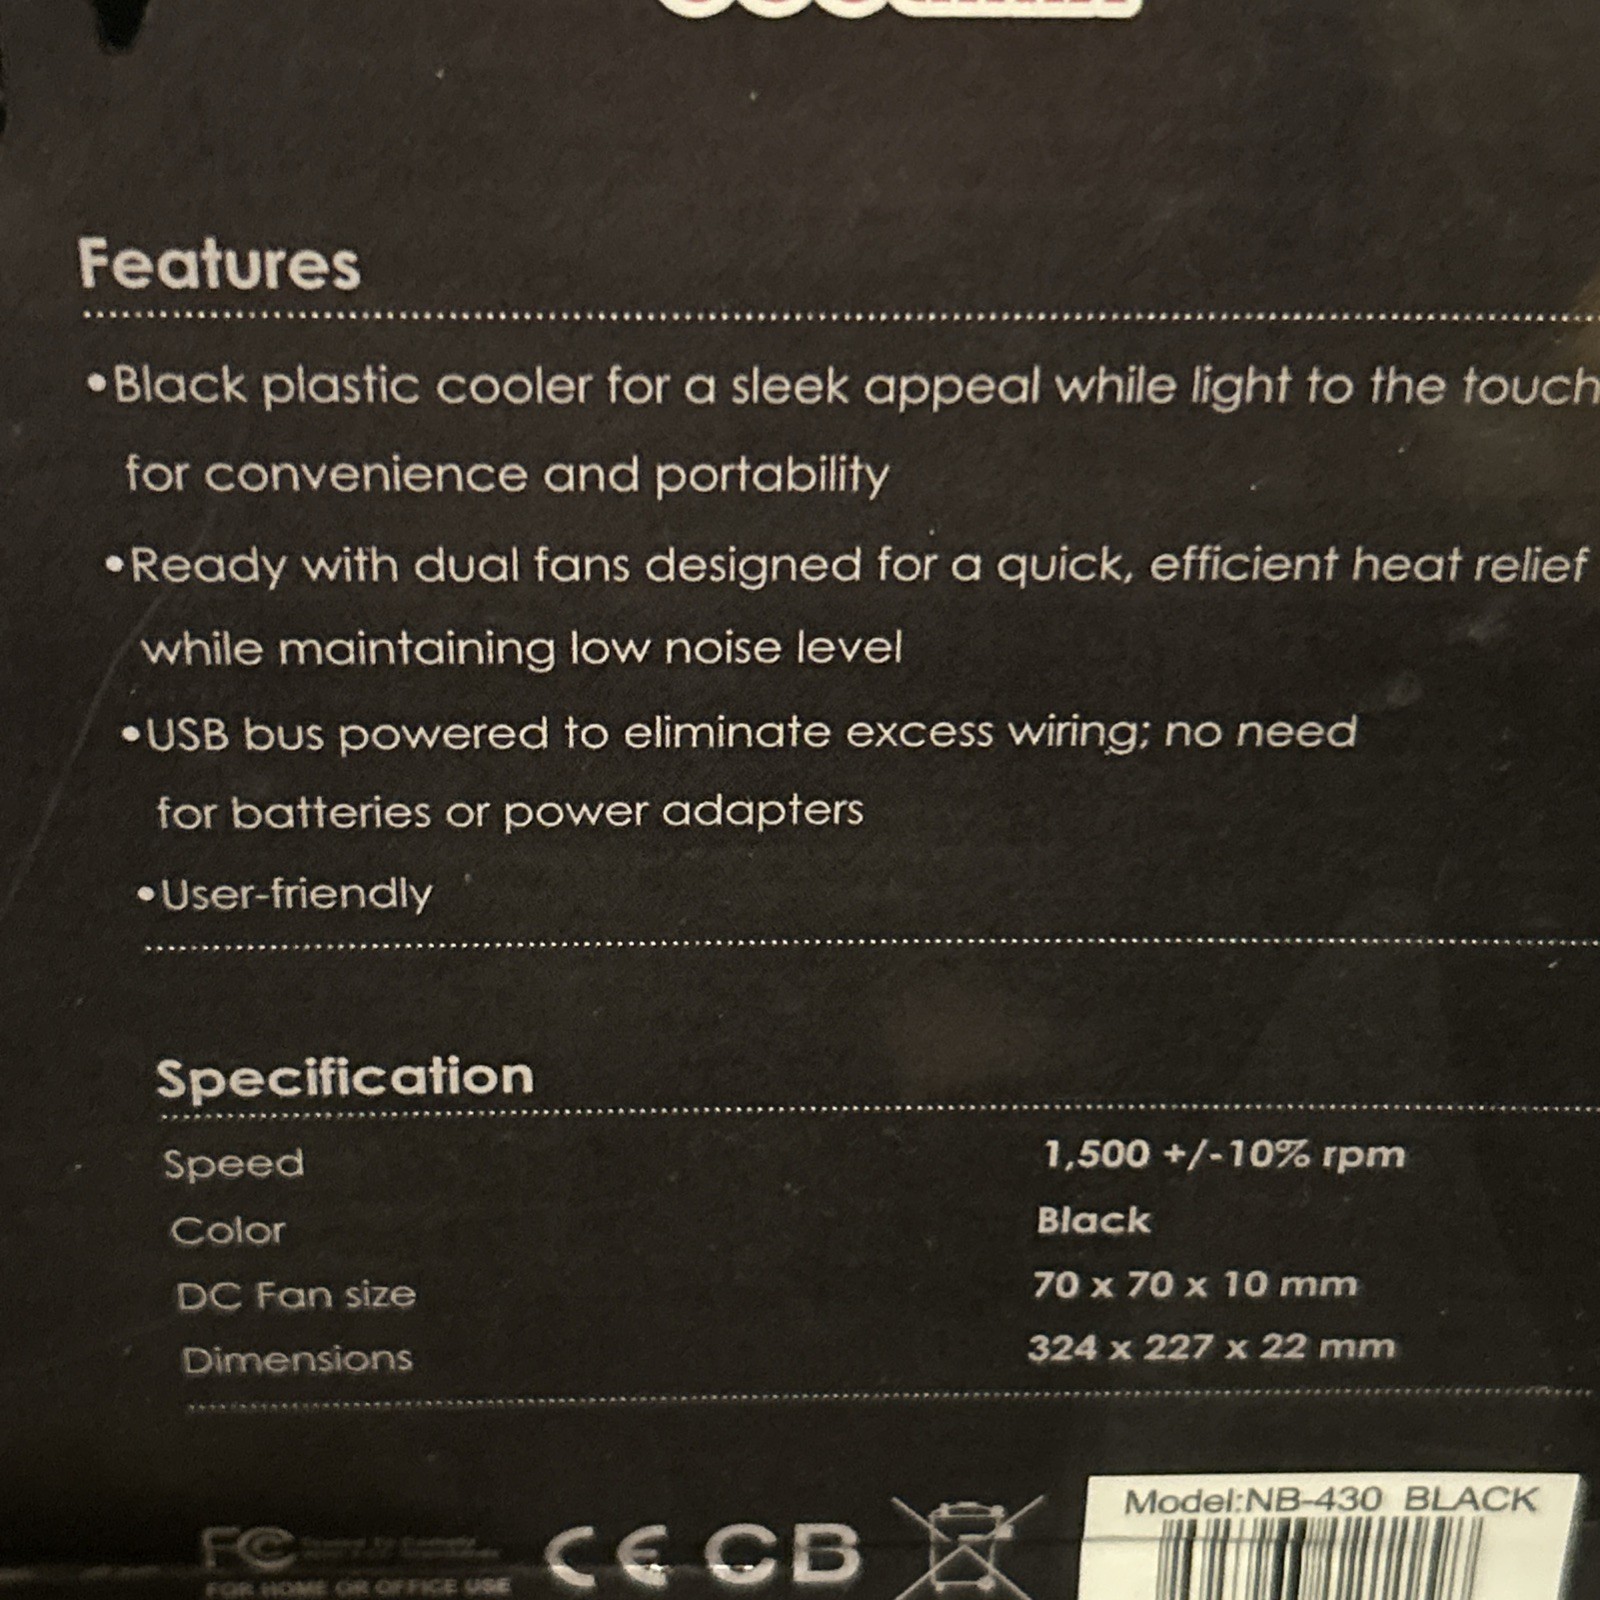 Features
•Black plastic cooler for a sleek appeal while light to the touch
for convenience and portability
•Ready with dual fans designed for a quick, efficient heat relief
while maintaining low noise level
•USB bus powered to eliminate excess wiring; no need
for batteries or power adapters
•User-friendly
Specification
Speed 1,500 +/-10% rpm
Color Black
DC Fan size 70 x 70 x 10 mm
Dimensions 324 x 227 x 22 mm
Model:NB-430 BLACK
FC CE CB
FOR HOME OR OFFICE USE